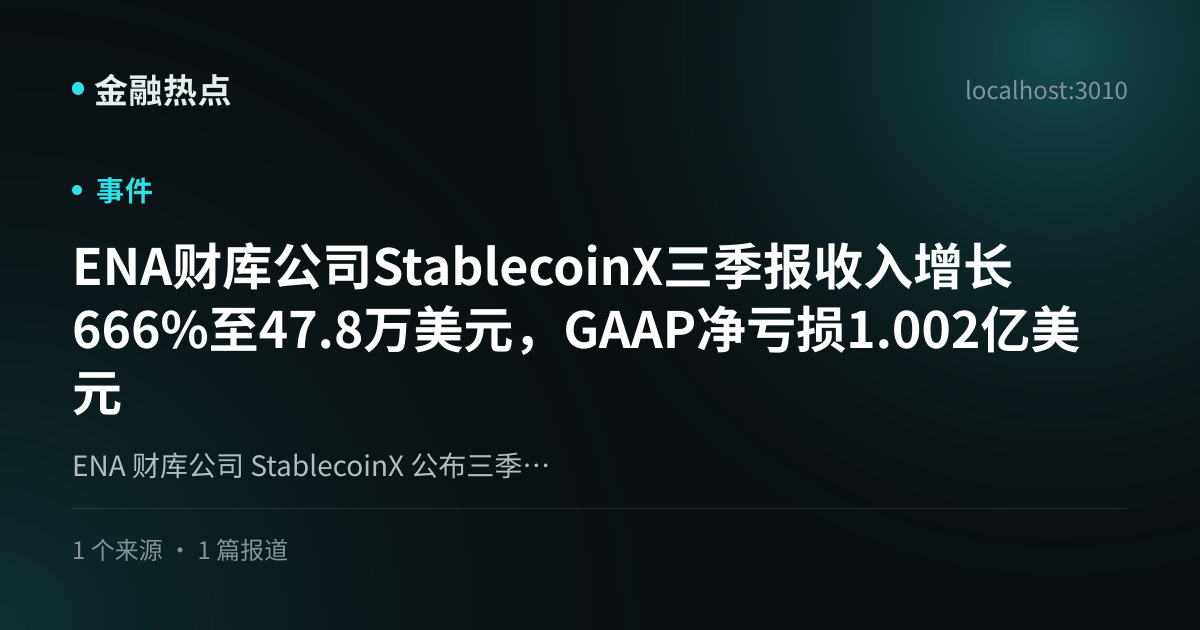 金融热点
localhost:3010
事件
ENA财库公司StablecoinX三季报收入增长
666%至47.8万美元，GAAP净亏损1.002亿美
元
ENA 财库公司 StablecoinX 公布三季…
1 个来源 · 1 篇报道